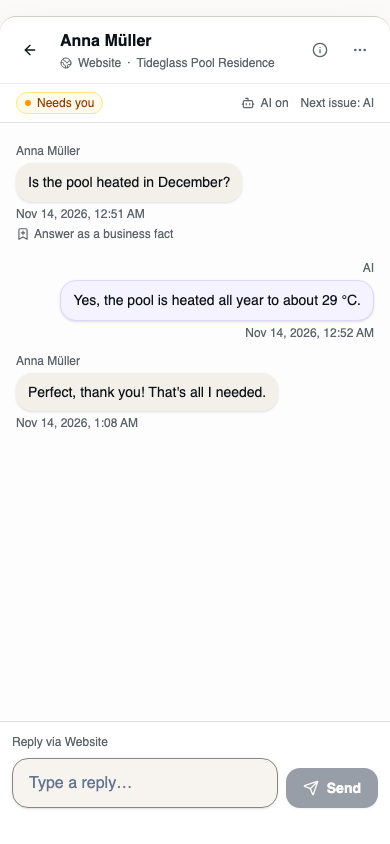 Anna Müller
Website · Tideglass Pool Residence
Needs you
AI on
Next issue: AI
Anna Müller
Is the pool heated in December?
Nov 14, 2026, 12:51 AM
Answer as a business fact
AI
Yes, the pool is heated all year to about 29 °C.
Nov 14, 2026, 12:52 AM
Anna Müller
Perfect, thank you! That's all I needed.
Nov 14, 2026, 1:08 AM
Reply via Website
Type a reply…
Send